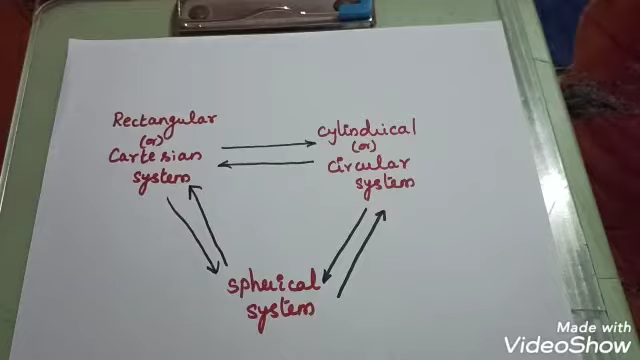 Rectangular
(or)
Cartesian
system
cylindrical
(or)
circular
system
spherical
system
Made with
VideoShow